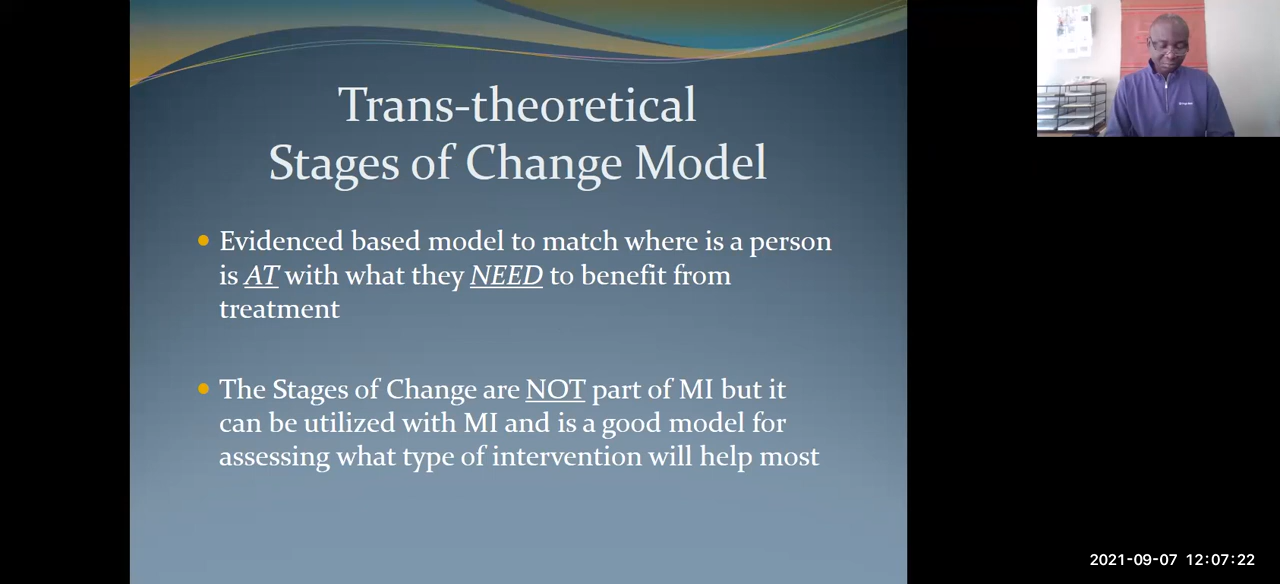 Trans-theoretical
Stages of Change Model
Evidenced based model to match where is a person
is AT with what they NEED to benefit from
treatment
The Stages of Change are NOT part of MI but it
can be utilized with MI and is a good model for
assessing what type of intervention will help most
2021-09-07 12:07:22